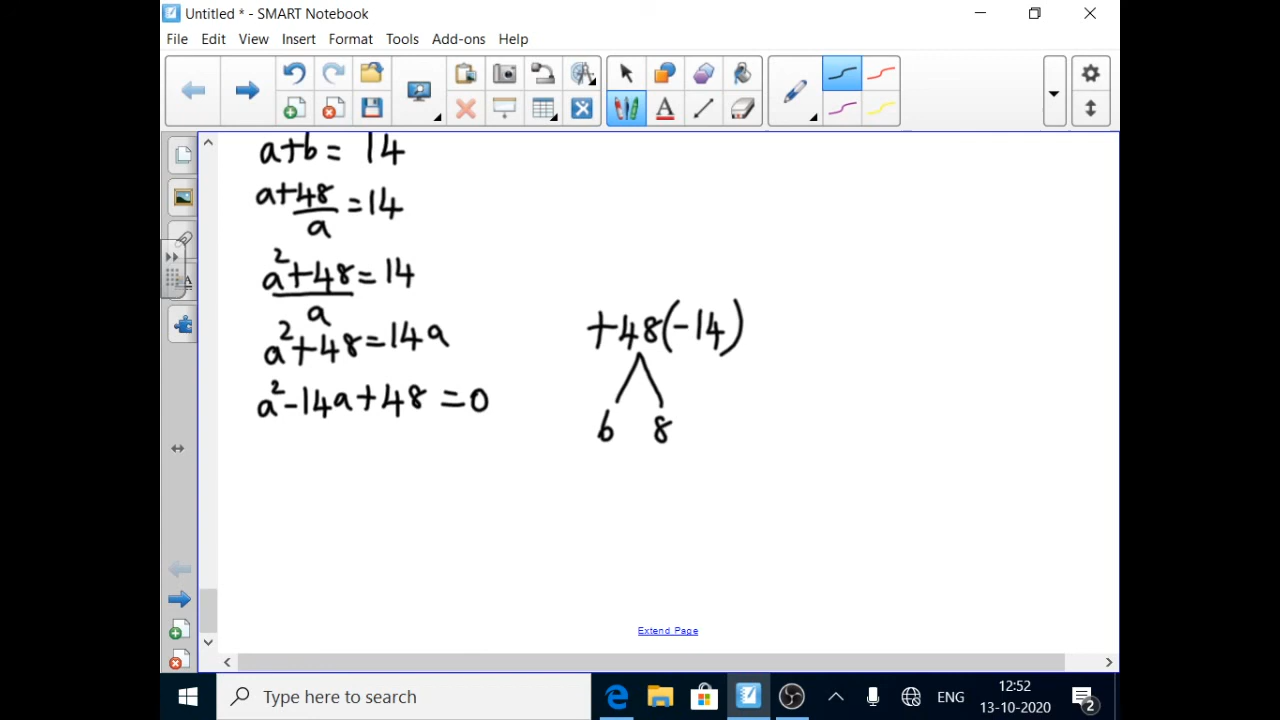 Untitled * - SMART Notebook
File Edit View Insert Format Tools Add-ons Help
a+b = 14
a+48/a = 14
a²+48/a = 14
a²+48=14a
a²-14a+48 =0
+48(-14)
6 8
Extend Page
Type here to search
ENG
12:52
13-10-2020
2